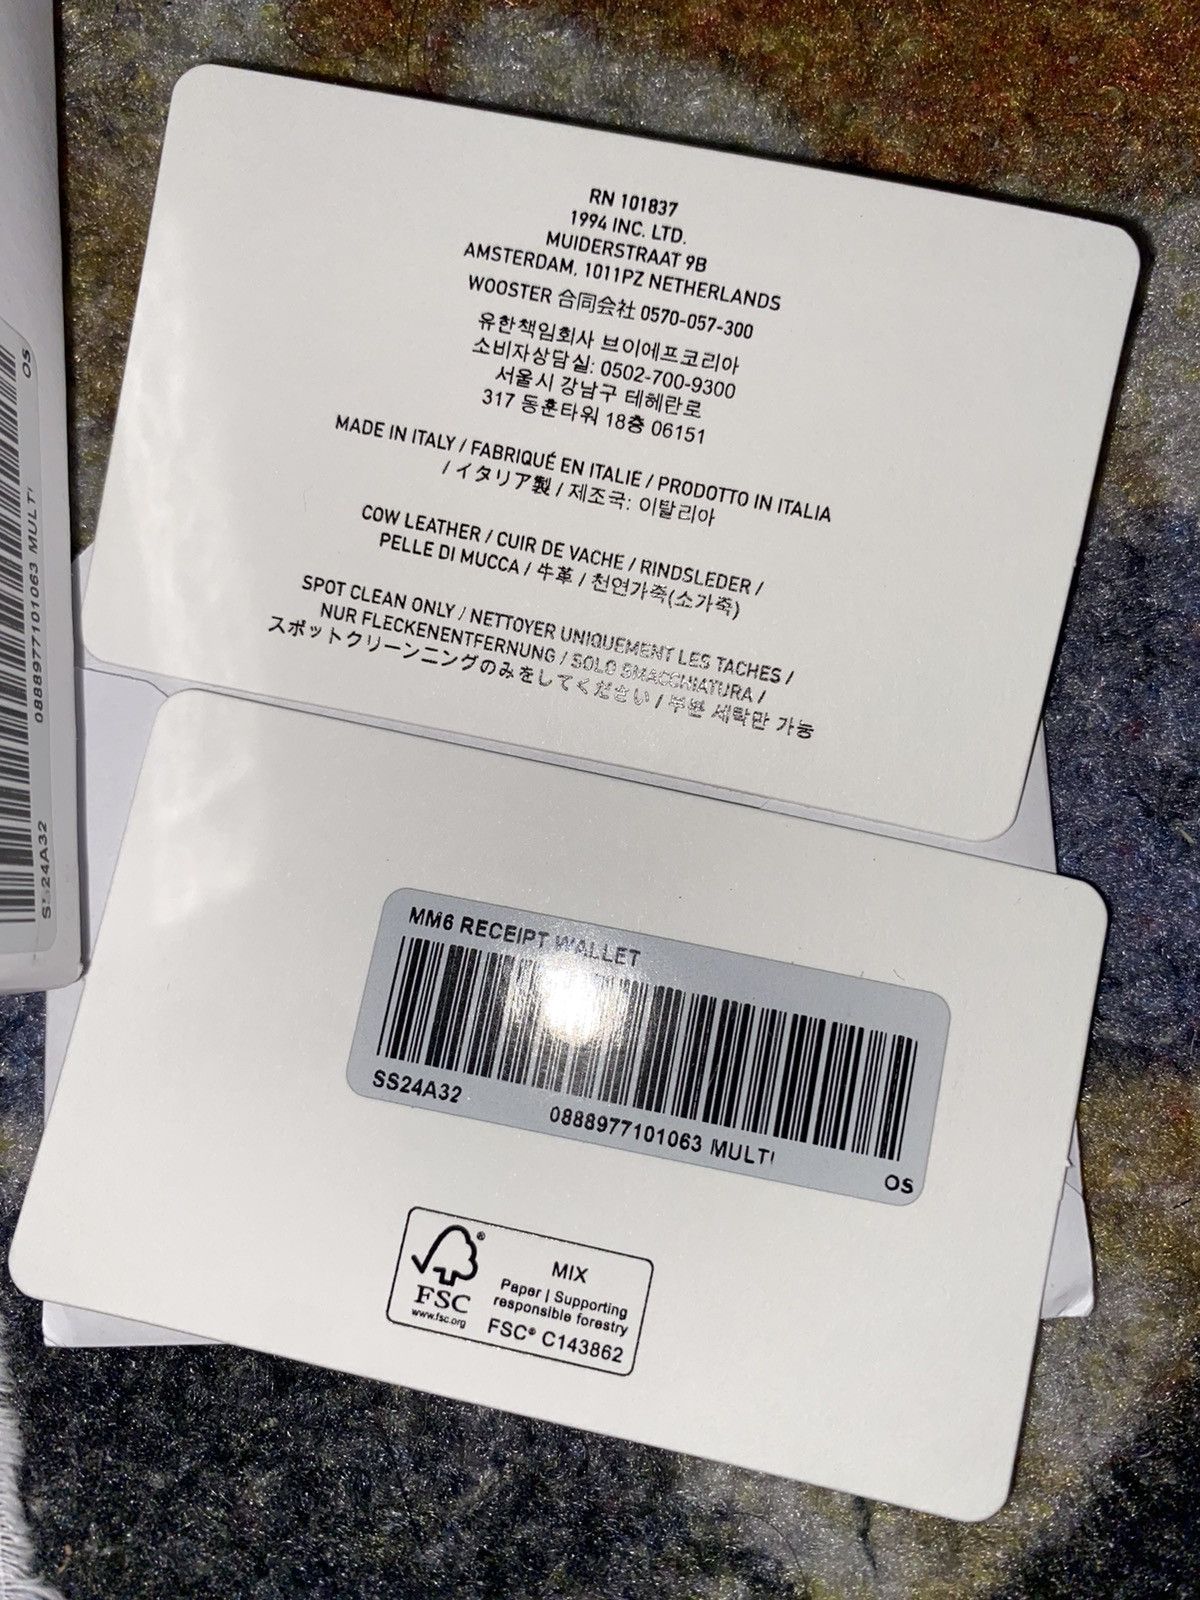 RN 101837
1994 INC. LTD.
MUIDERSTRAAT 9B
AMSTERDAM, 1011PZ NETHERLANDS
WOOSTER 合同会社 0570-057-300
유한책임회사 브이에프코리아
소비자상담실: 0502-700-9300
서울시 강남구 테헤란로
317 동훈타워 18층 06151
MADE IN ITALY / FABRIQUÉ EN ITALIE / PRODOTTO IN ITALIA
/ イタリア製 / 제조국: 이탈리아
COW LEATHER / CUIR DE VACHE / RINDSLEDER /
PELLE DI MUCCA / 牛革 / 천연가죽(소가죽)
SPOT CLEAN ONLY / NETTOYER UNIQUEMENT LES TACHES /
NUR FLECKENENTFERNUNG / SOLO SMACCHIATURA /
スポットクリーンニングのみをしてください / 부분 세탁만 가능
MM6 RECEIPT WALLET
SS24A32
0888977101063 MULTI
OS
FSC
www.fsc.org
MIX
Paper | Supporting
responsible forestry
FSC® C143862
OS
0888977101063 MULTI
SS24A32